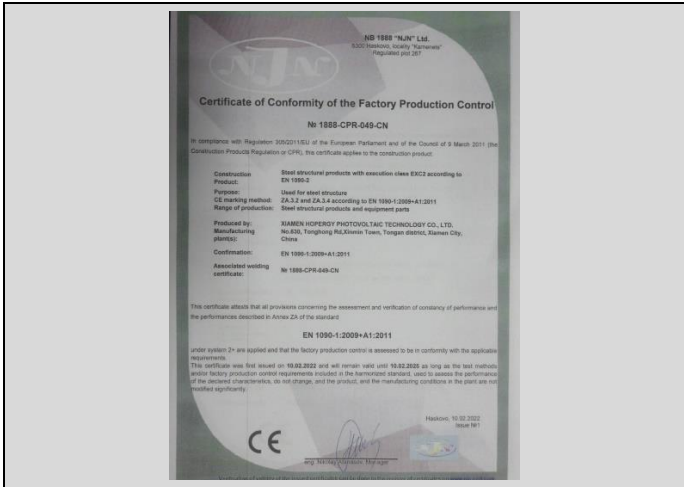 NB 1888 "NJN" Ltd.
6300 Haskovo, locality "Kamenets"
Regulated plot 267
NJN
Certificate of Conformity of the Factory Production Control
№ 1888-CPR-049-CN
In compliance with Regulation 305/2011/EU of the European Parliament and of the Council of 9 March 2011 (the
Construction Products Regulation or CPR), this certificate applies to the construction product:
Construction Product: Steel structural products with execution class EXC2 according to EN 1090-2
Purpose: Used for steel structure
CE marking method: ZA.3.2 and ZA.3.4 according to EN 1090-1:2009+A1:2011
Range of production: Steel structural products and equipment parts
Produced by: XIAMEN HOPERGY PHOTOVOLTAIC TECHNOLOGY CO., LTD.
Manufacturing plant(s): No.830, Tonghong Rd,Xinmin Town, Tongan district, Xiamen City, China
Confirmation: EN 1090-1:2009+A1:2011
Associated welding certificate: № 1888-CPR-049-CN
This certificate attests that all provisions concerning the assessment and verification of constancy of performance and
the performances described in Annex ZA of the standard
EN 1090-1:2009+A1:2011
under system 2+ are applied and that the factory production control is assessed to be in conformity with the applicable
requirements.
This certificate was first issued on 10.02.2022 and will remain valid until 10.02.2025 as long as the test methods
and/or factory production control requirements included in the harmonized standard, used to assess the performance
of the declared characteristics, do not change, and the product, and the manufacturing conditions in the plant are not
modified significantly.
Haskovo, 10.02.2022
Issue №1
CE
eng. Nikolay Atanasov, Manager